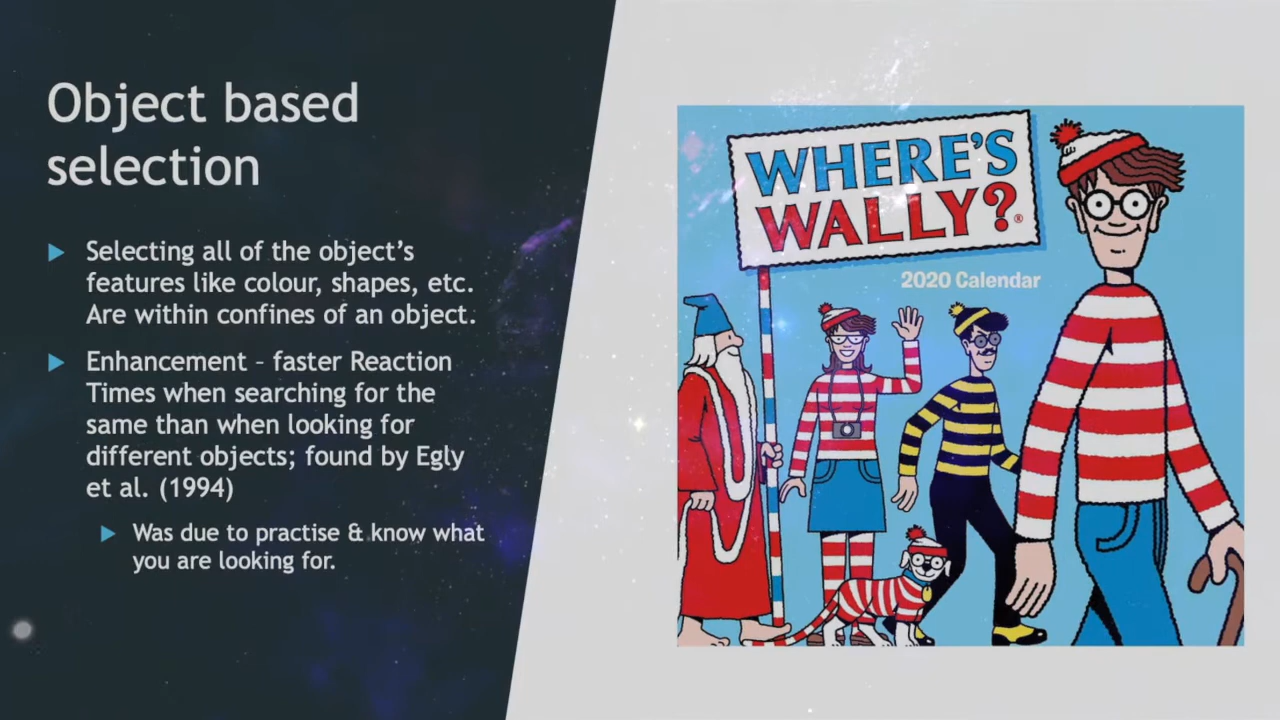 Object based
selection
Selecting all of the object's
features like colour, shapes, etc.
Are within confines of an object.
Enhancement – faster Reaction
Times when searching for the
same than when looking for
different objects; found by Egly
et al. (1994)
Was due to practise & know what
you are looking for.
WHERE'S
WALLY?®
2020 Calendar